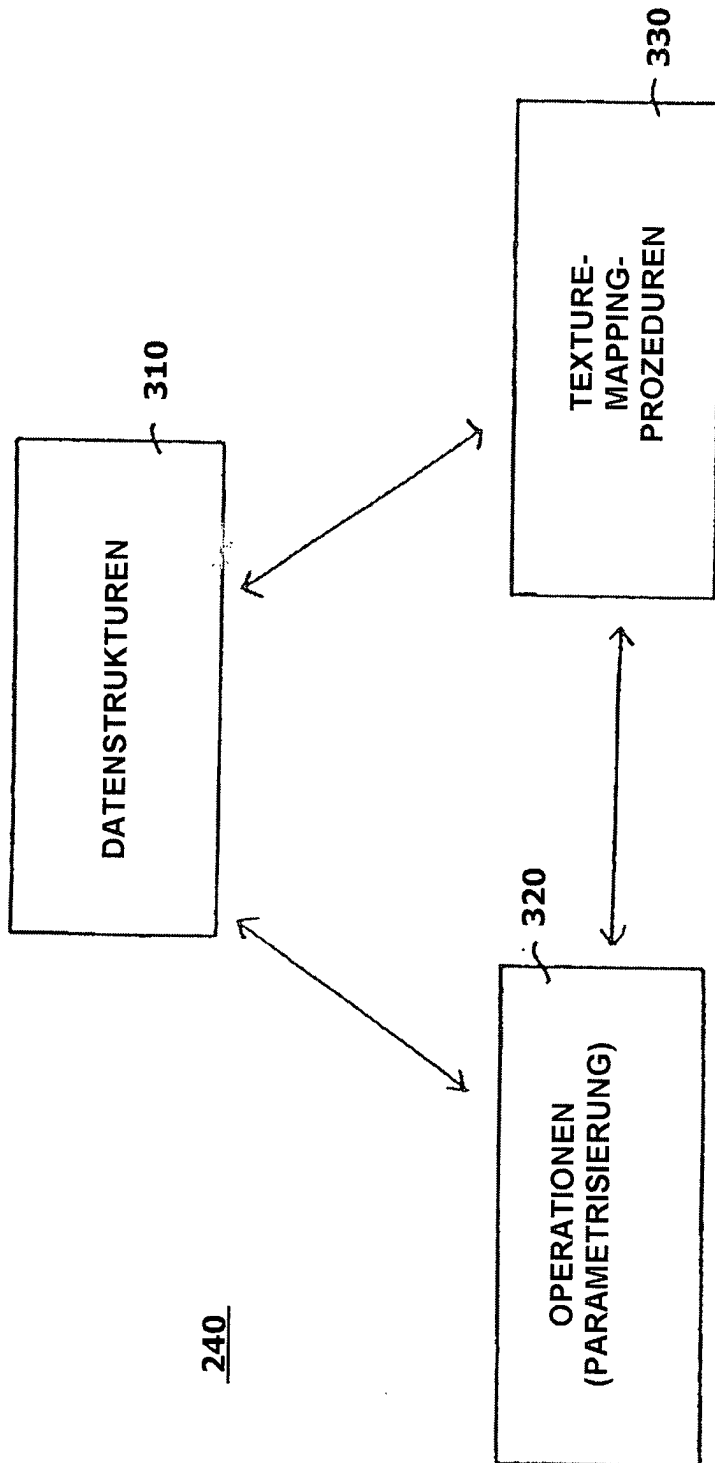 240
DATENSTRUKTUREN
310
OPERATIONEN
(PARAMETRISIERUNG)
320
TEXTURE-
MAPPING-
PROZEDUREN
330